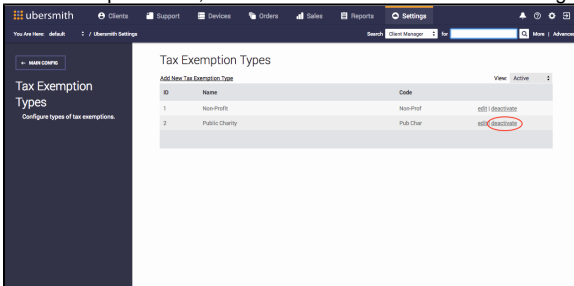 ubersmith Clients Support Devices Orders Sales Reports Settings
You Are Here: default / Ubersmith Settings Search Client Manager for More | Advanced
← MAIN CONFIG
Tax Exemption Types
Configure types of tax exemptions.
Tax Exemption Types
Add New Tax Exemption Type View: Active
ID Name Code
1 Non-Profit Non-Prof edit | deactivate
2 Public Charity Pub Char edit | deactivate